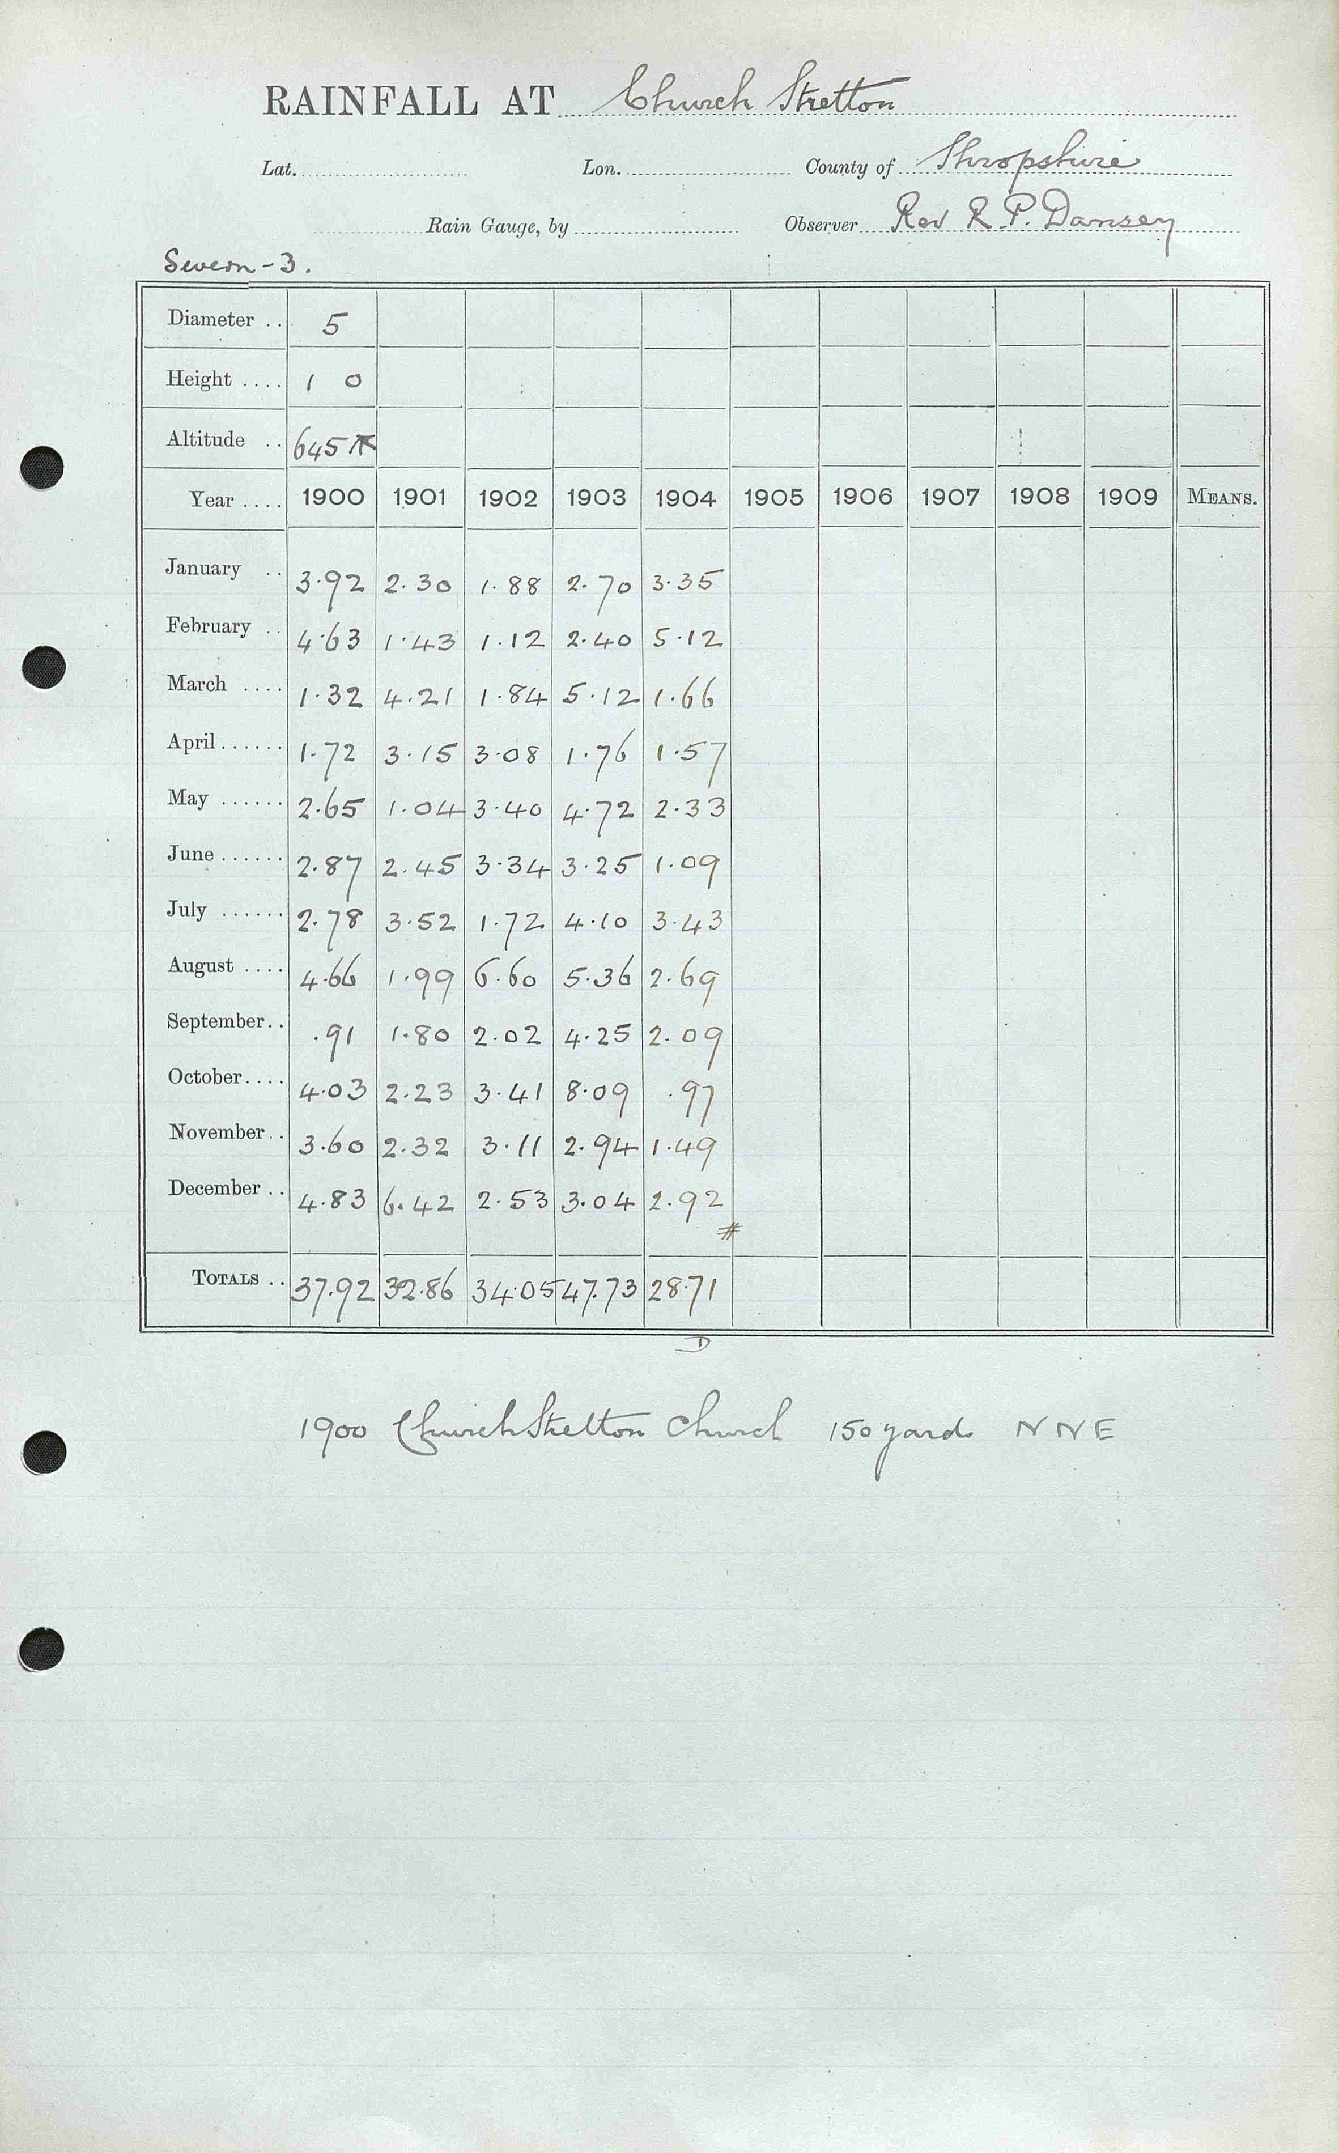 RAINFALL AT Church Stretton
Lat. Lon. County of Shropshire
Rain Gauge, by Observer Rev R. P. Damsey
Severn-3.
Diameter .. 5
Height .... 1 0
Altitude .. 645
Year .... 1900 1901 1902 1903 1904 1905 1906 1907 1908 1909 MEANS.
January .. 3.92 2.30 1.88 2.70 3.35
February .. 4.63 1.43 1.12 2.40 5.12
March .... 1.32 4.21 1.84 5.12 1.66
April ...... 1.72 3.15 3.08 1.76 1.57
May ...... 2.65 1.04 3.40 4.72 2.33
June ...... 2.87 2.45 3.34 3.25 1.09
July ...... 2.78 3.52 1.72 4.10 3.43
August .... 4.66 1.99 6.60 5.36 2.69
September.. .91 1.80 2.02 4.25 2.09
October.... 4.03 2.23 3.41 8.09 .97
November.. 3.60 2.32 3.11 2.94 1.49
December .. 4.83 6.42 2.53 3.04 2.92
#
TOTALS .. 37.92 32.86 34.05 47.73 28.71
D
1900 Church Stretton Church 150 yards NNE